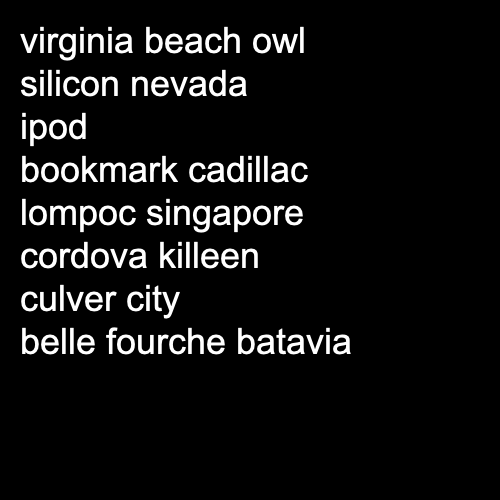 virginia beach owl
silicon nevada
ipod
bookmark cadillac
lompoc singapore
cordova killeen
culver city
belle fourche batavia